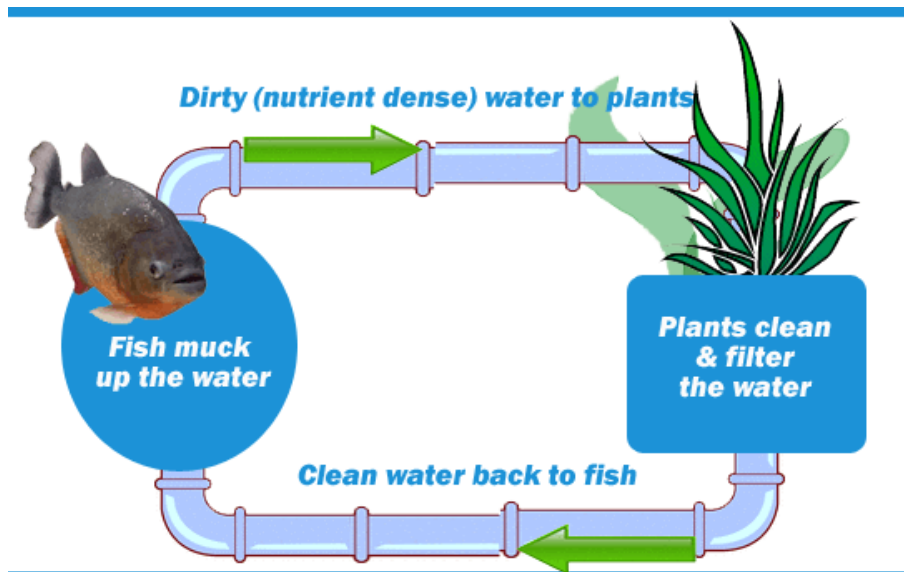 Dirty (nutrient dense) water to plants
Fish muck
up the water
Plants clean
& filter
the water
Clean water back to fish